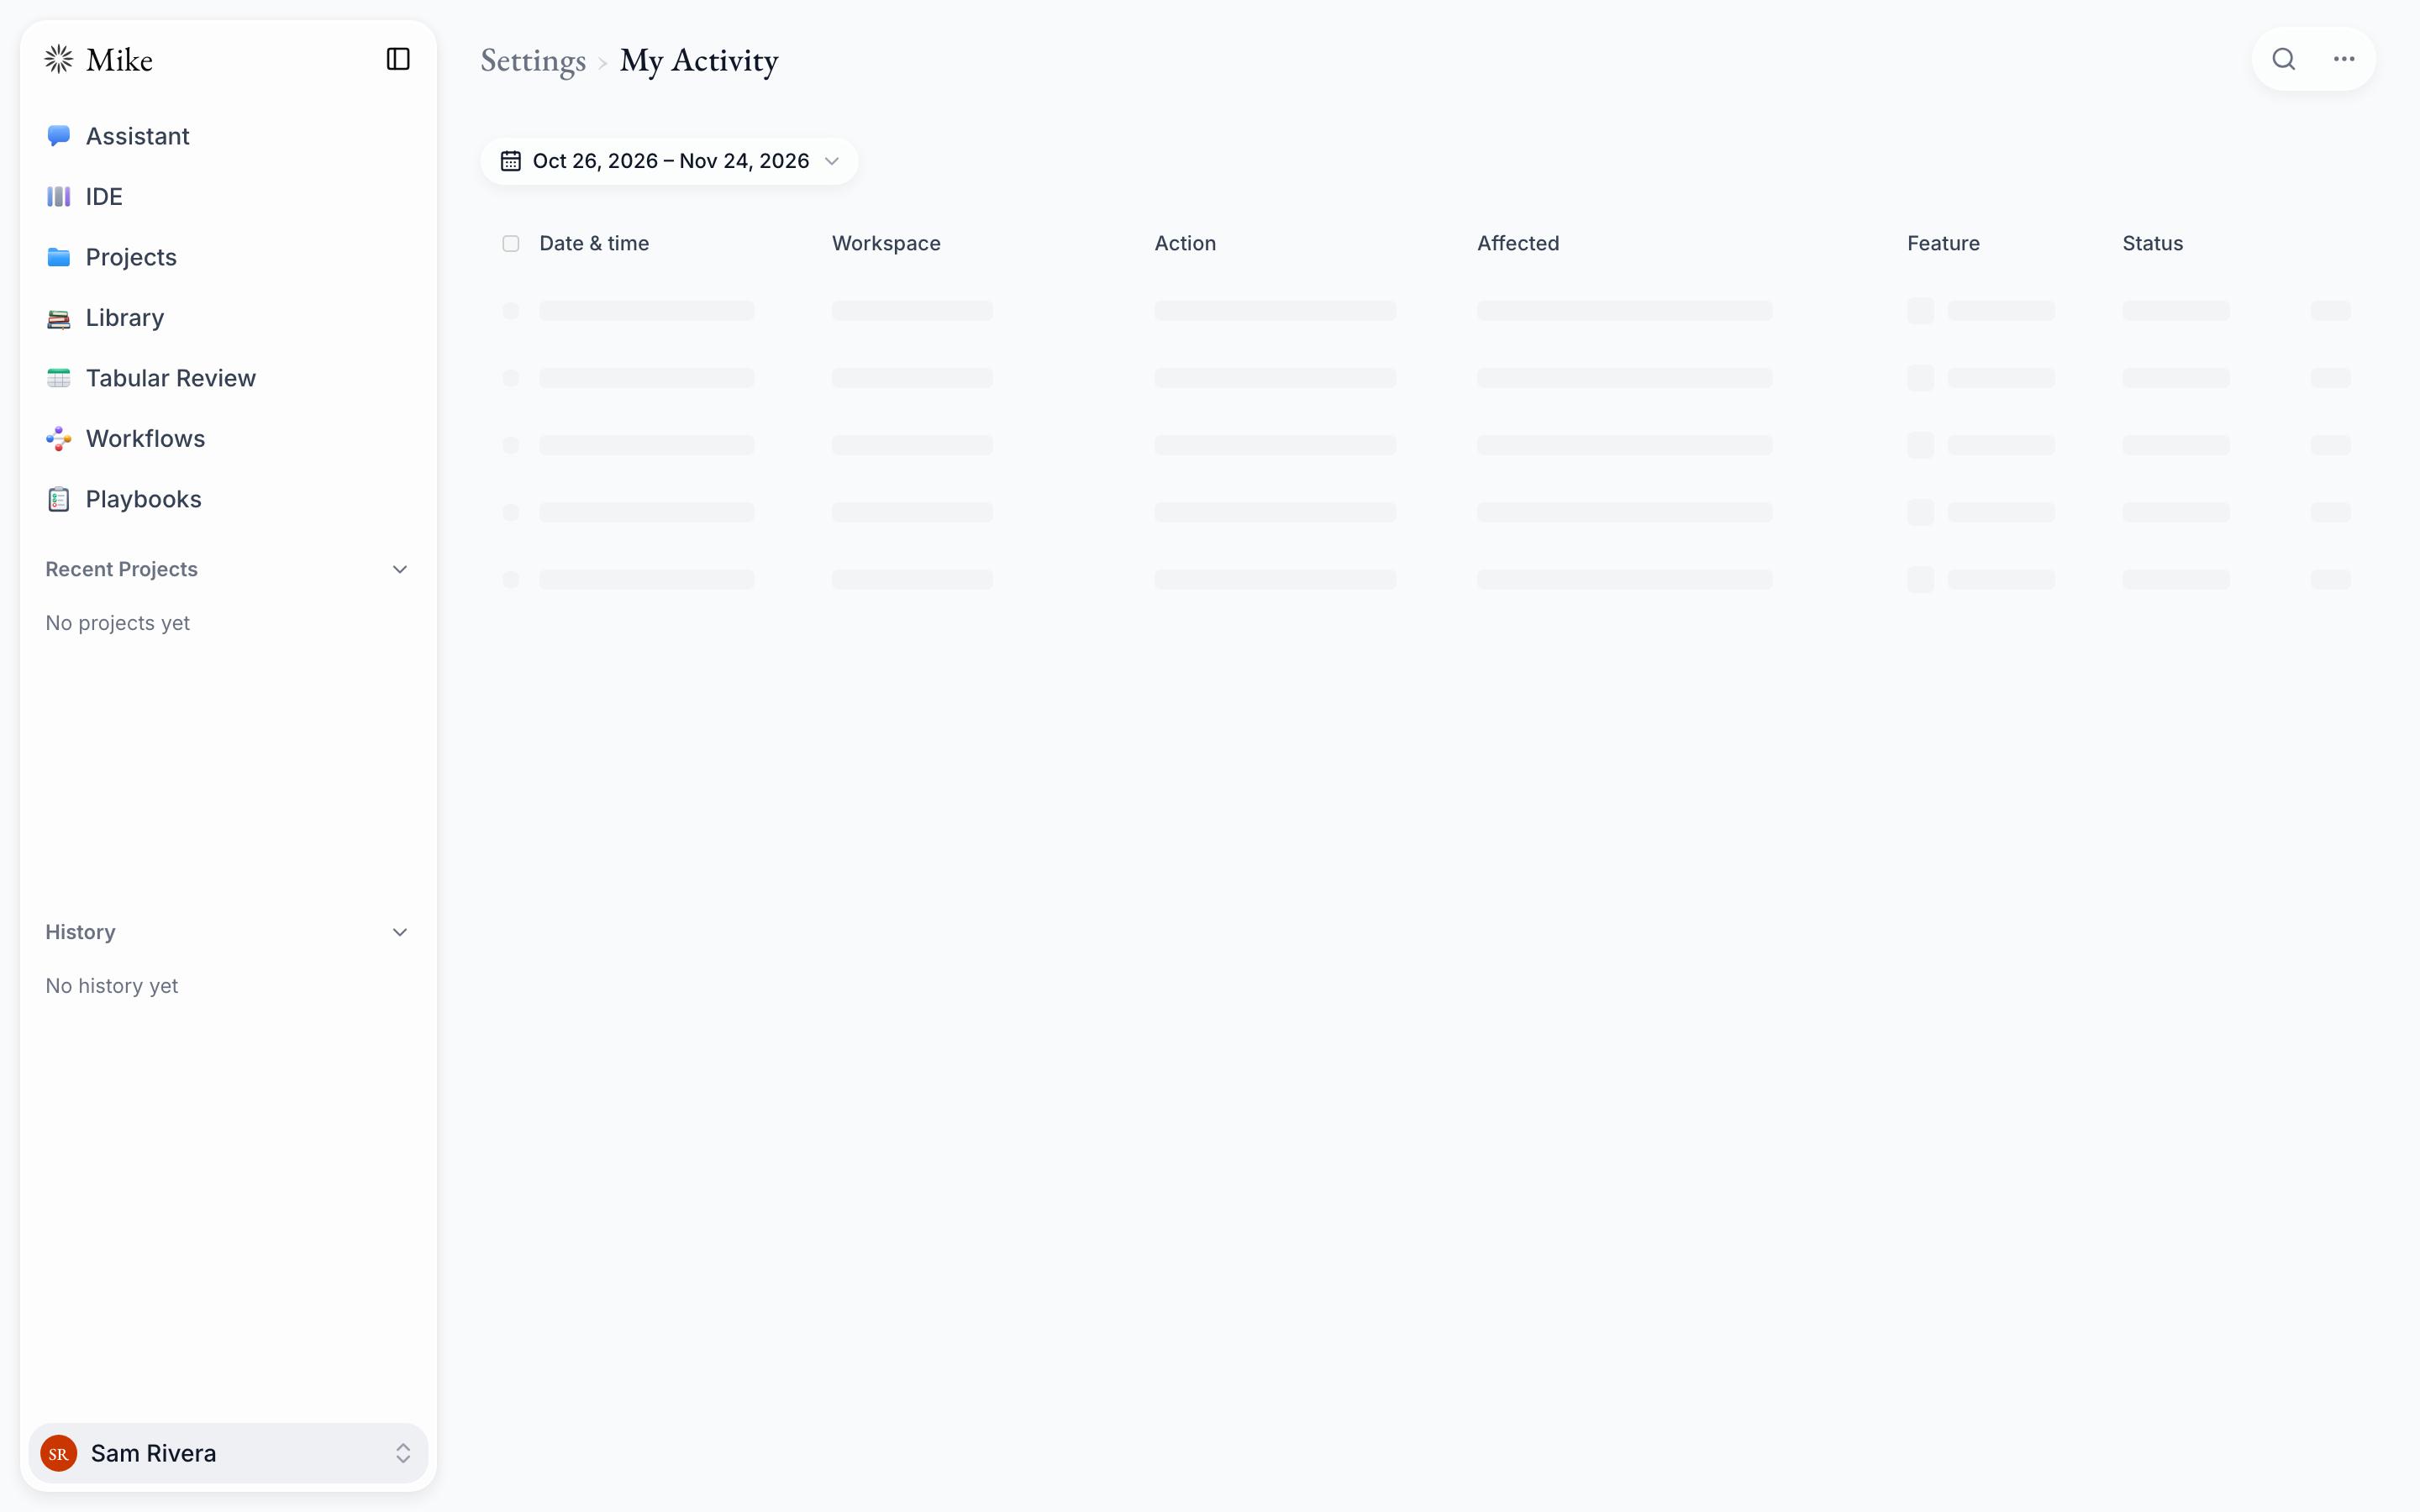 Mike
Assistant
IDE
Projects
Library
Tabular Review
Workflows
Playbooks
Recent Projects
No projects yet
History
No history yet
SR Sam Rivera
Settings › My Activity
Oct 26, 2026 – Nov 24, 2026
Date & time Workspace Action Affected Feature Status